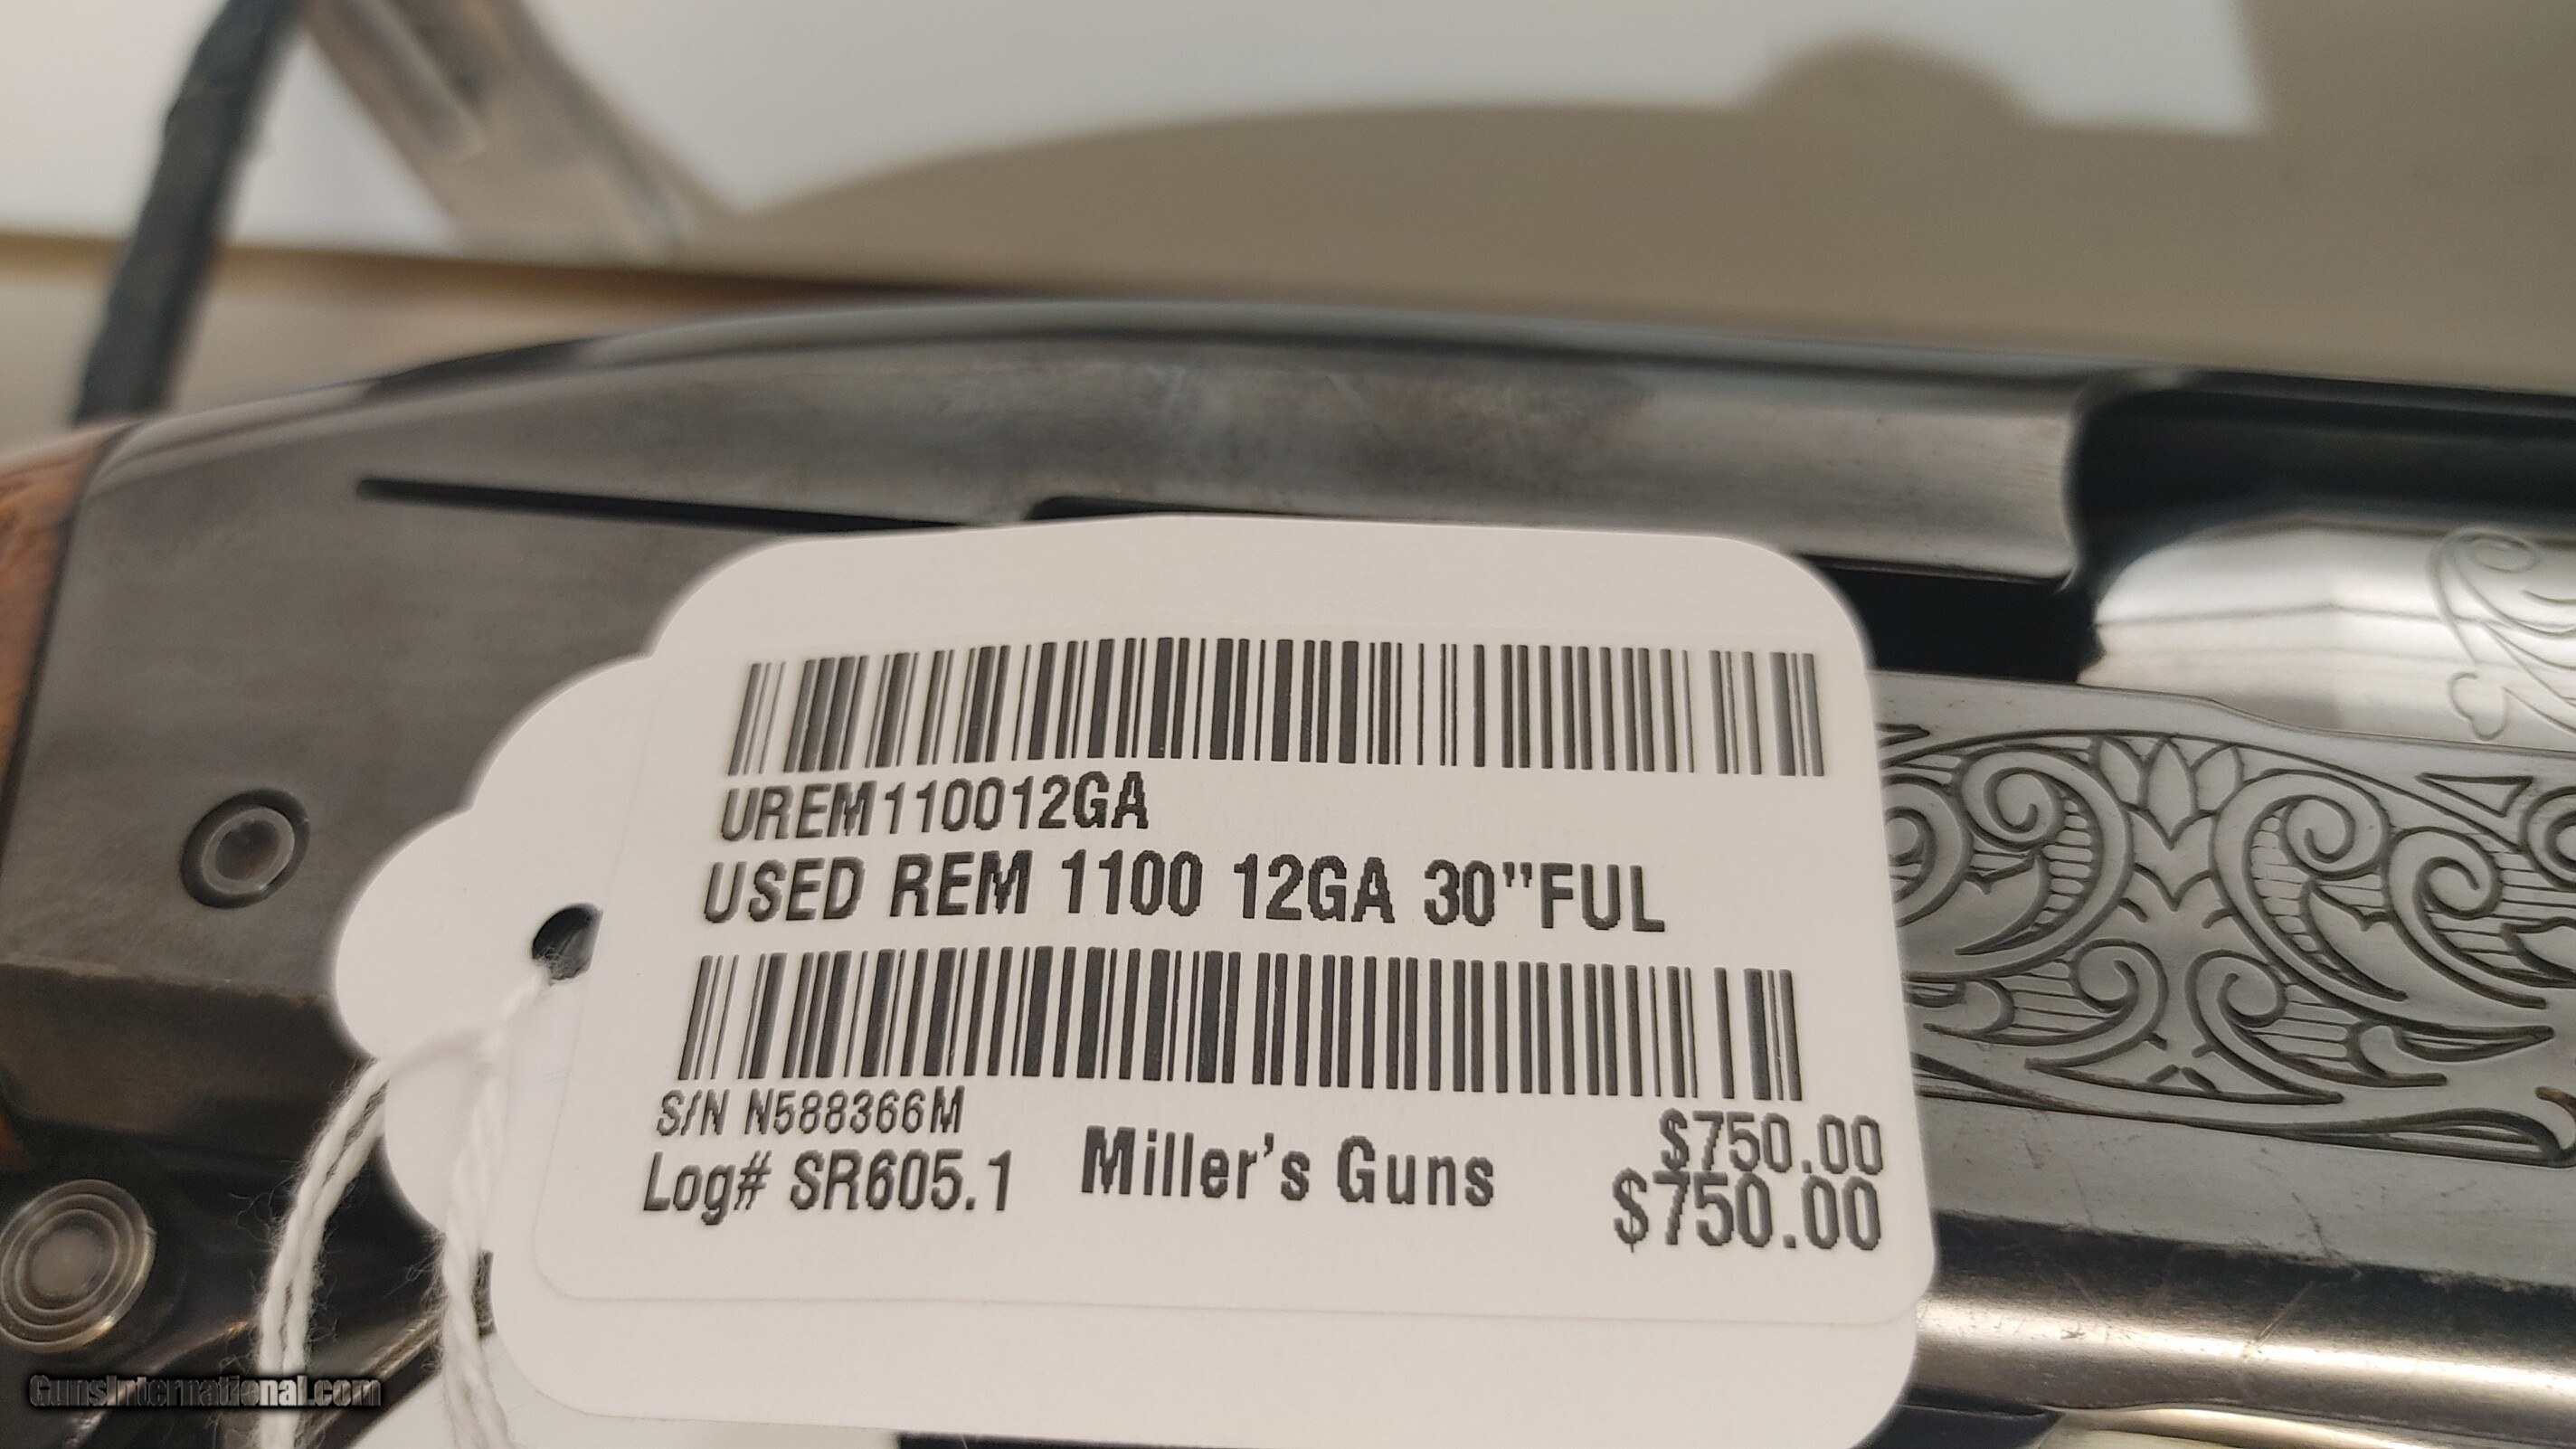 UREM110012GA
USED REM 1100 12GA 30"FUL
S/N N588366M
$750.00
Log# SR605.1 Miller's Guns $750.00
GunsInternational.com